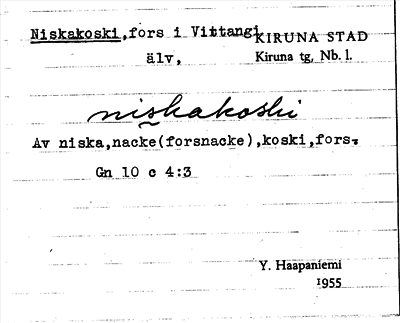 Niskakoski,fors i Vittangi KIRUNA STAD
älv, Kiruna tg, Nb. l.
niskakoski
Av niska,nacke(forsnacke),koski,fors.
Gn 10 c 4:3
Y. Haapaniemi
1955